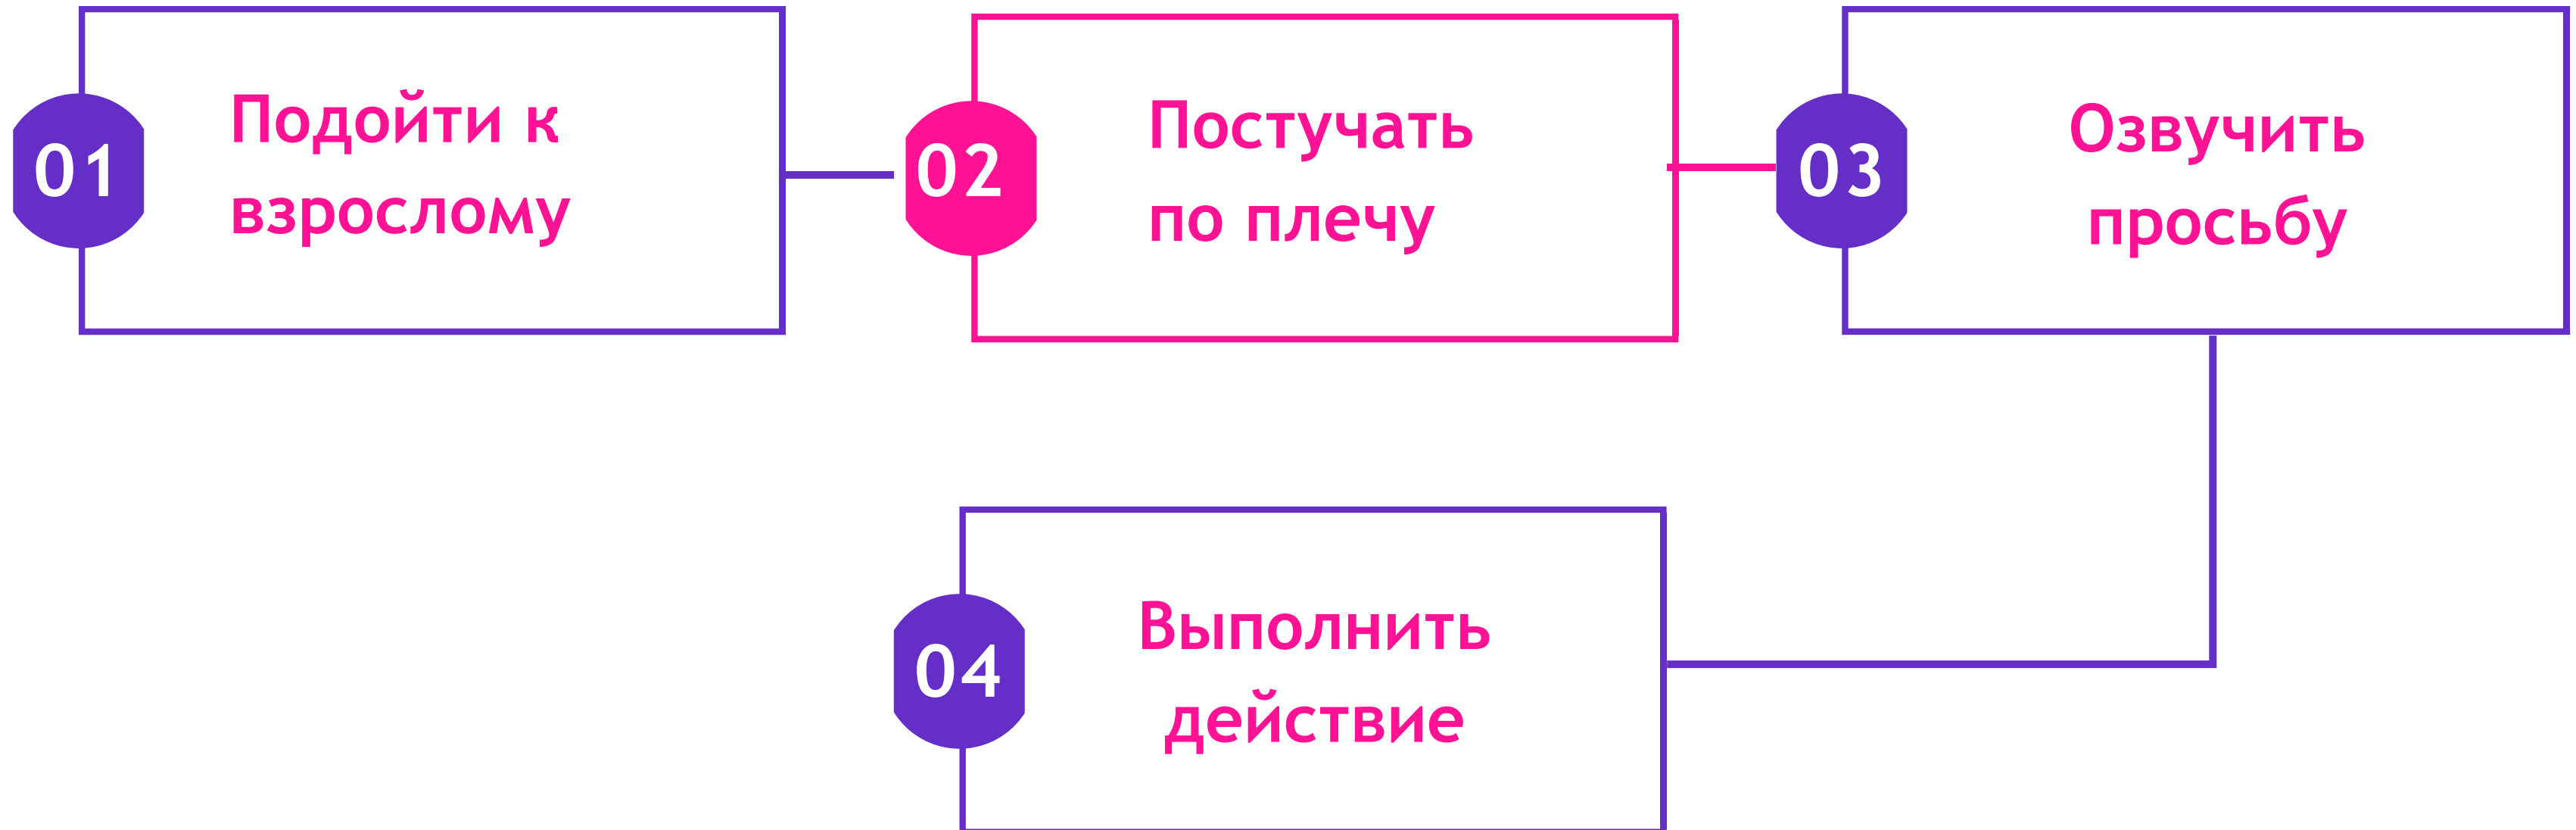 01
Подойти к
взрослому
02
Постучать
по плечу
03
Озвучить
просьбу
04
Выполнить
действие